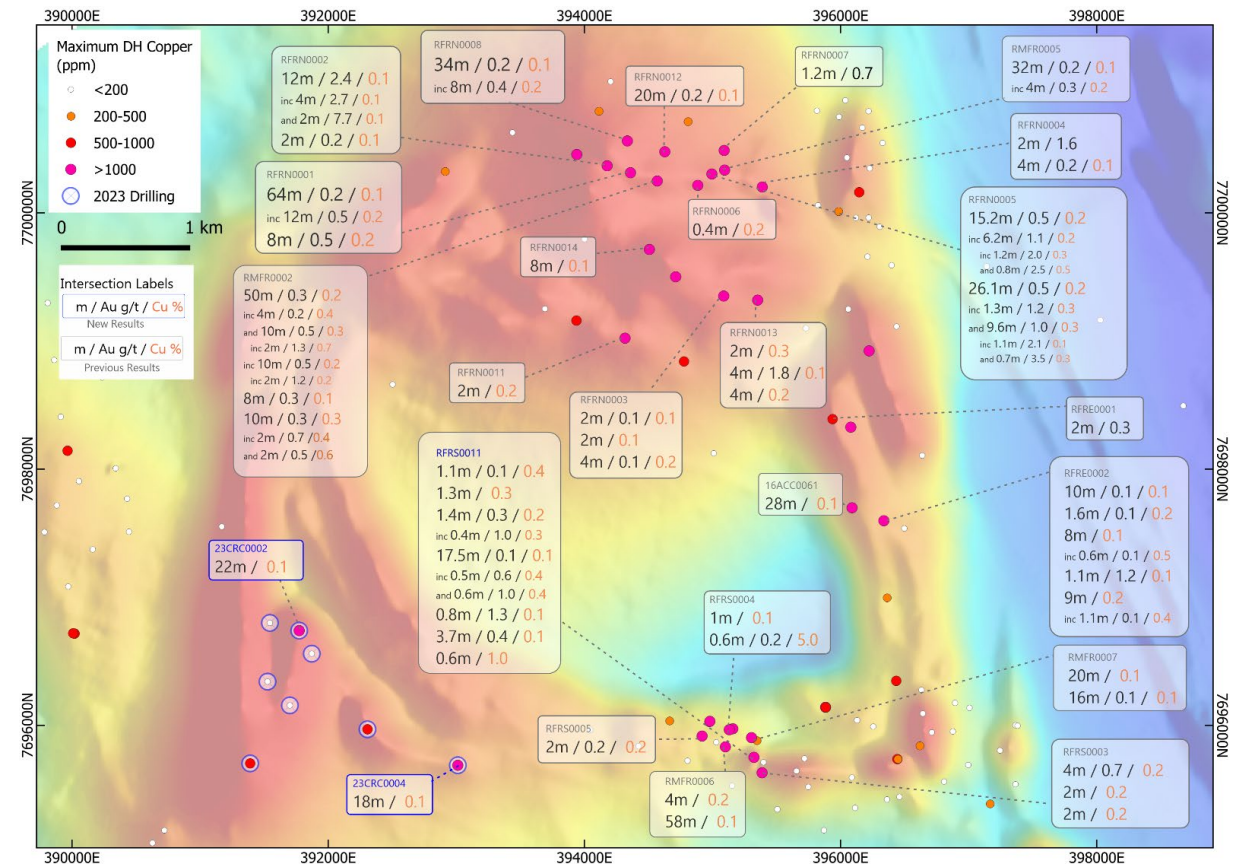 390000E 392000E 394000E 396000E 398000E
Maximum DH Copper
(ppm)
<200
200-500
500-1000
>1000
2023 Drilling
0 1 km
Intersection Labels
m / Au g/t / Cu %
New Results
m / Au g/t / Cu %
Previous Results
RFRN0002
12m / 2.4 / 0.1
inc 4m / 2.7 / 0.1
and 2m / 7.7 / 0.1
2m / 0.2 / 0.1
RFRN0008
34m / 0.2 / 0.1
inc 8m / 0.4 / 0.2
RFRN0012
20m / 0.2 / 0.1
RFRN0007
1.2m / 0.7
RMFR0005
32m / 0.2 / 0.1
inc 4m / 0.3 / 0.2
RFRN0004
2m / 1.6
4m / 0.2 / 0.1
RFRN0001
64m / 0.2 / 0.1
inc 12m / 0.5 / 0.2
8m / 0.5 / 0.2
RFRN0006
0.4m / 0.2
RFRN0005
15.2m / 0.5 / 0.2
inc 6.2m / 1.1 / 0.2
inc 1.2m / 2.0 / 0.3
and 0.8m / 2.5 / 0.5
26.1m / 0.5 / 0.2
inc 1.3m / 1.2 / 0.3
and 9.6m / 1.0 / 0.3
inc 1.1m / 2.1 / 0.1
and 0.7m / 3.5 / 0.3
RFRN0014
8m / 0.1
RMFR0002
50m / 0.3 / 0.2
inc 4m / 0.2 / 0.4
and 10m / 0.5 / 0.3
inc 2m / 1.3 / 0.7
inc 10m / 0.5 / 0.2
inc 2m / 1.2 / 0.2
8m / 0.3 / 0.1
10m / 0.3 / 0.3
inc 2m / 0.7 / 0.4
and 2m / 0.5 / 0.6
RFRN0011
2m / 0.2
RFRN0003
2m / 0.1 / 0.1
2m / 0.1
4m / 0.1 / 0.2
RFRN0013
2m / 0.3
4m / 1.8 / 0.1
4m / 0.2
RFRE0001
2m / 0.3
RFRS0011
1.1m / 0.1 / 0.4
1.3m / 0.3
1.4m / 0.3 / 0.2
inc 0.4m / 1.0 / 0.3
17.5m / 0.1 / 0.1
inc 0.5m / 0.6 / 0.4
and 0.6m / 1.0 / 0.4
0.8m / 1.3 / 0.1
3.7m / 0.4 / 0.1
0.6m / 1.0
16ACC0061
28m / 0.1
RFRE0002
10m / 0.1 / 0.1
1.6m / 0.1 / 0.2
8m / 0.1
inc 0.6m / 0.1 / 0.5
1.1m / 1.2 / 0.1
9m / 0.2
inc 1.1m / 0.1 / 0.4
23CRC0002
22m / 0.1
RFRS0004
1m / 0.1
0.6m / 0.2 / 5.0
RMFR0007
20m / 0.1
16m / 0.1 / 0.1
RFRS0005
2m / 0.2 / 0.2
23CRC0004
18m / 0.1
RMFR0006
4m / 0.2
58m / 0.1
RFRS0003
4m / 0.7 / 0.2
2m / 0.2
2m / 0.2
7700000N
7698000N
7696000N
7700000N
7698000N
7696000N
390000E 392000E 394000E 396000E 398000E